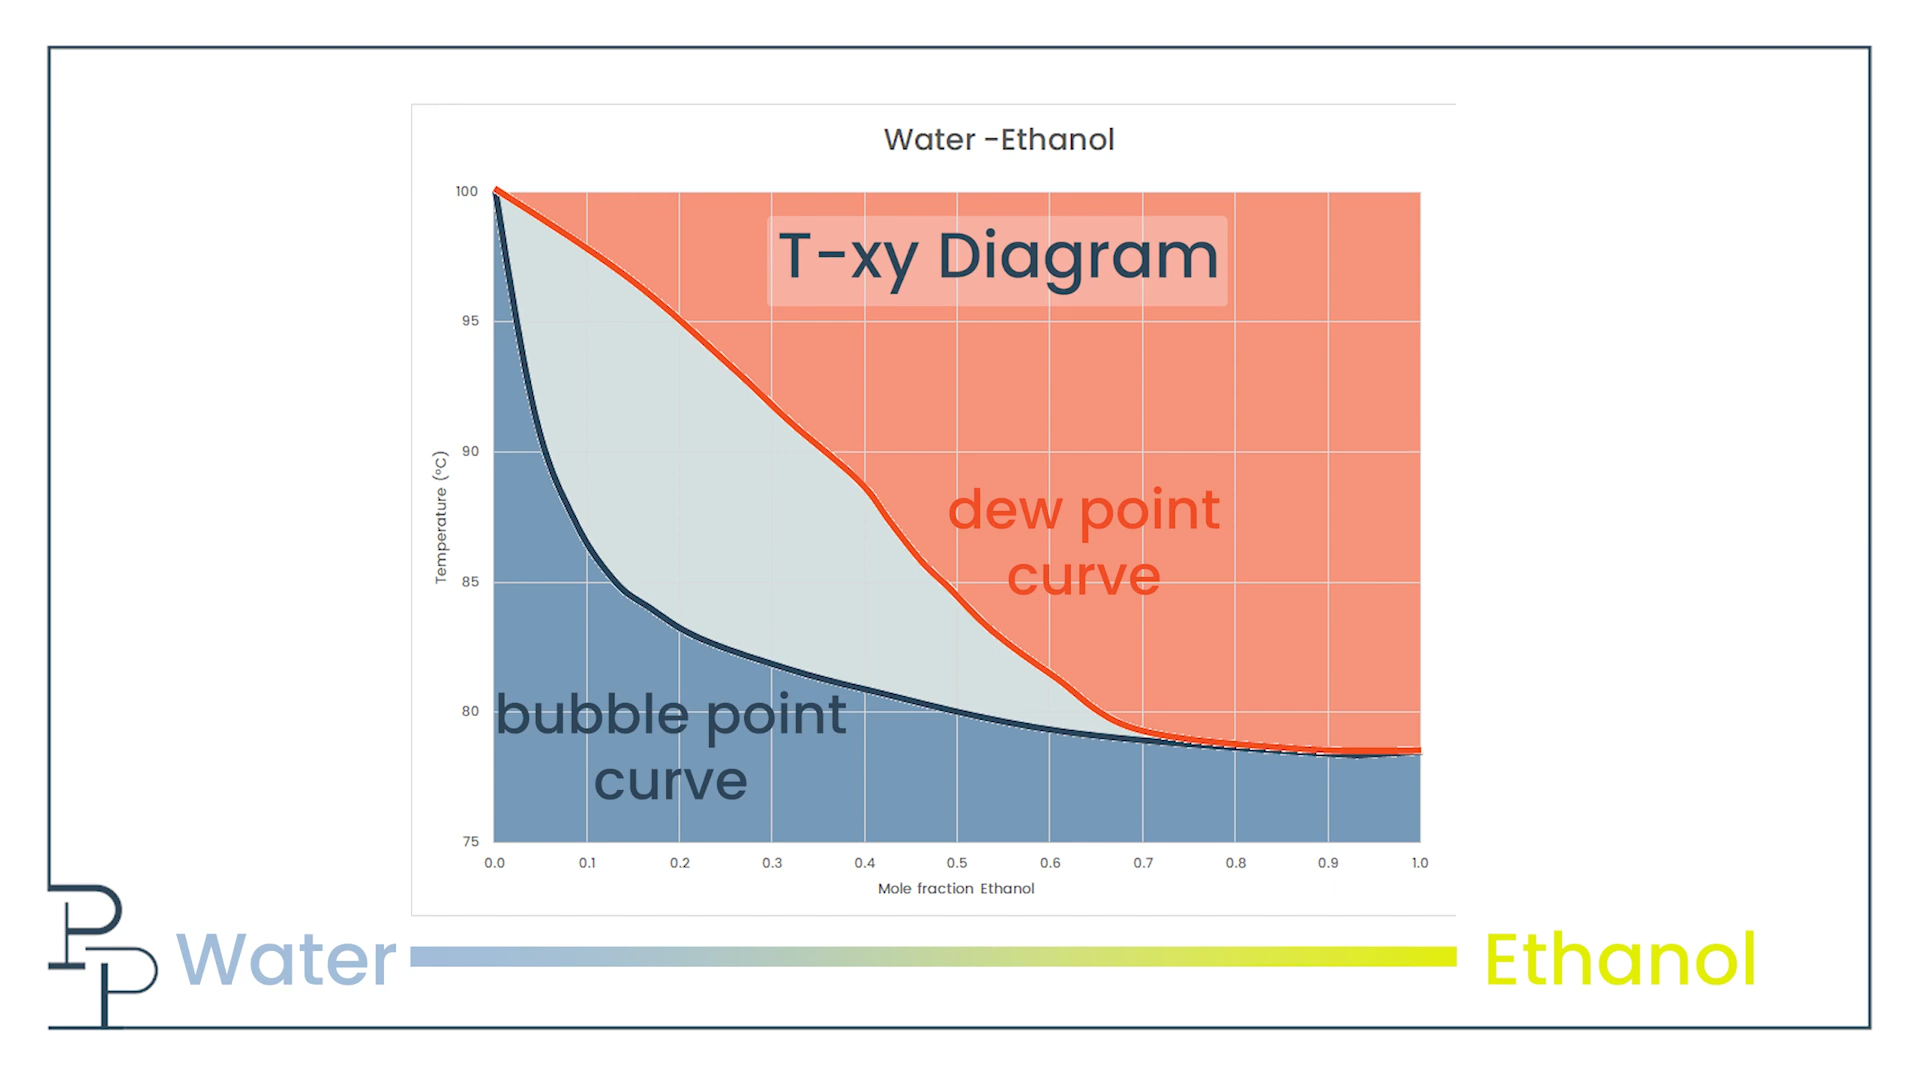 Water -Ethanol
T-xy Diagram
100
95
90
85
80
75
Temperature (°C)
dew point
curve
bubble point
curve
0.0 0.1 0.2 0.3 0.4 0.5 0.6 0.7 0.8 0.9 1.0
Mole fraction Ethanol
PP
Water
Ethanol